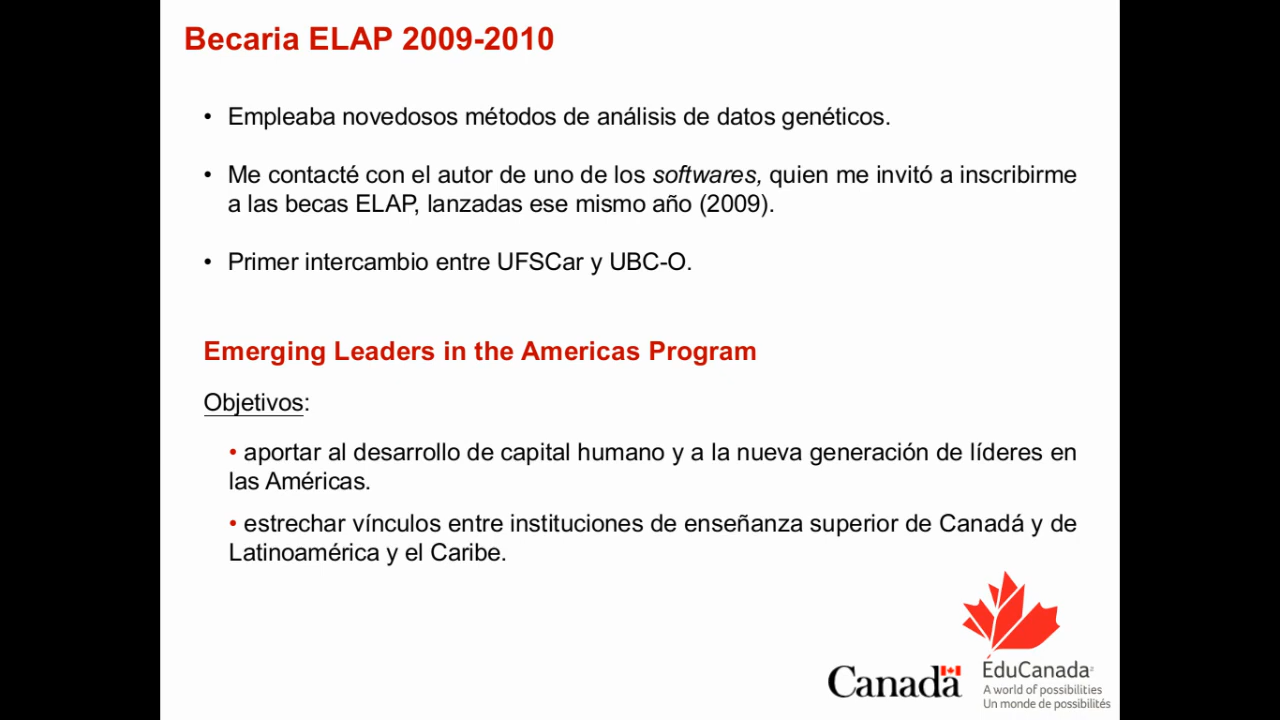 Becaria ELAP 2009-2010
• Empleaba novedosos métodos de análisis de datos genéticos.
• Me contacté con el autor de uno de los softwares, quien me invitó a inscribirme
a las becas ELAP, lanzadas ese mismo año (2009).
• Primer intercambio entre UFSCar y UBC-O.
Emerging Leaders in the Americas Program
Objetivos:
• aportar al desarrollo de capital humano y a la nueva generación de líderes en
las Américas.
• estrechar vínculos entre instituciones de enseñanza superior de Canadá y de
Latinoamérica y el Caribe.
Canada
ÉduCanada
A world of possibilities
Un monde de possibilités